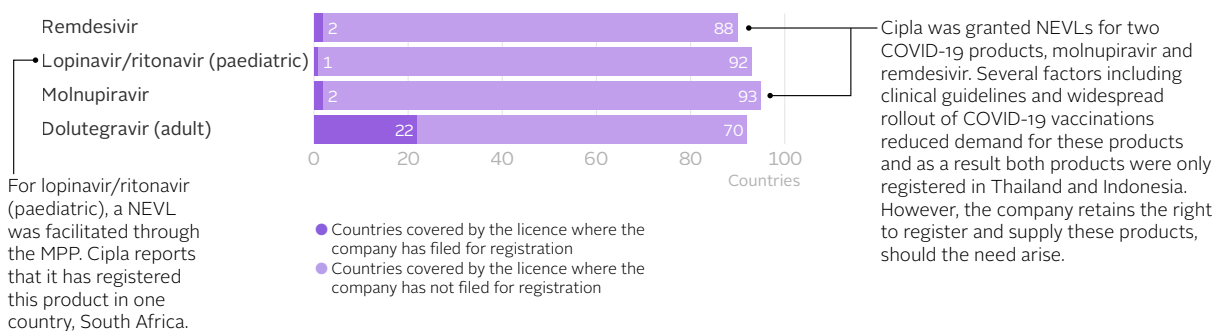 Remdesivir 2 88
Lopinavir/ritonavir (paediatric) 1 92
Molnupiravir 2 93
Dolutegravir (adult) 22 70
0 20 40 60 80 100
Countries
Countries covered by the licence where the
company has filed for registration
Countries covered by the licence where the
company has not filed for registration
For lopinavir/ritonavir
(paediatric), a NEVL
was facilitated through
the MPP. Cipla reports
that it has registered
this product in one
country, South Africa.
Cipla was granted NEVLs for two
COVID-19 products, molnupiravir and
remdesivir. Several factors including
clinical guidelines and widespread
rollout of COVID-19 vaccinations
reduced demand for these products
and as a result both products were only
registered in Thailand and Indonesia.
However, the company retains the right
to register and supply these products,
should the need arise.